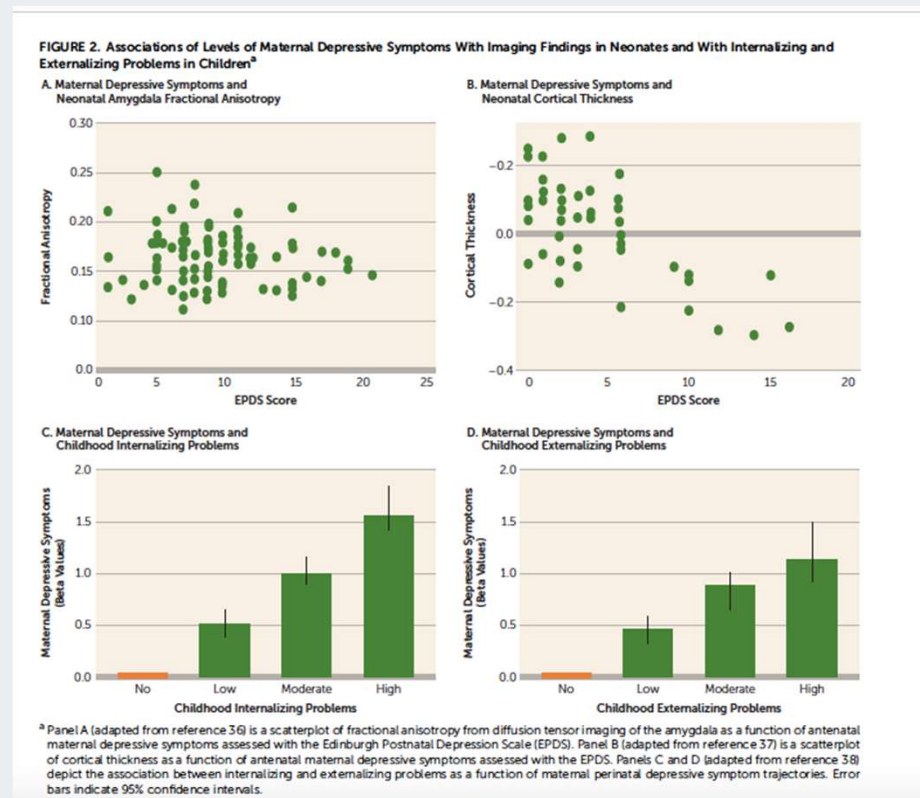 FIGURE 2. Associations of Levels of Maternal Depressive Symptoms With Imaging Findings in Neonates and With Internalizing and
Externalizing Problems in Children^a
A. Maternal Depressive Symptoms and
Neonatal Amygdala Fractional Anisotropy
0.30
0.25
0.20
0.15
0.10
0.0
Fractional Anisotropy
0 5 10 15 20 25
EPDS Score
B. Maternal Depressive Symptoms and
Neonatal Cortical Thickness
−0.2
0.0
−0.2
−0.4
Cortical Thickness
0 5 10 15 20
EPDS Score
C. Maternal Depressive Symptoms and
Childhood Internalizing Problems
2.0
1.5
1.0
0.5
0.0
Maternal Depressive Symptoms
(Beta Values)
No Low Moderate High
Childhood Internalizing Problems
D. Maternal Depressive Symptoms and
Childhood Externalizing Problems
2.0
1.5
1.0
0.5
0.0
Maternal Depressive Symptoms
(Beta Values)
No Low Moderate High
Childhood Externalizing Problems
^a Panel A (adapted from reference 36) is a scatterplot of fractional anisotropy from diffusion tensor imaging of the amygdala as a function of antenatal
maternal depressive symptoms assessed with the Edinburgh Postnatal Depression Scale (EPDS). Panel B (adapted from reference 37) is a scatterplot
of cortical thickness as a function of antenatal maternal depressive symptoms assessed with the EPDS. Panels C and D (adapted from reference 38)
depict the association between internalizing and externalizing problems as a function of maternal perinatal depressive symptom trajectories. Error
bars indicate 95% confidence intervals.